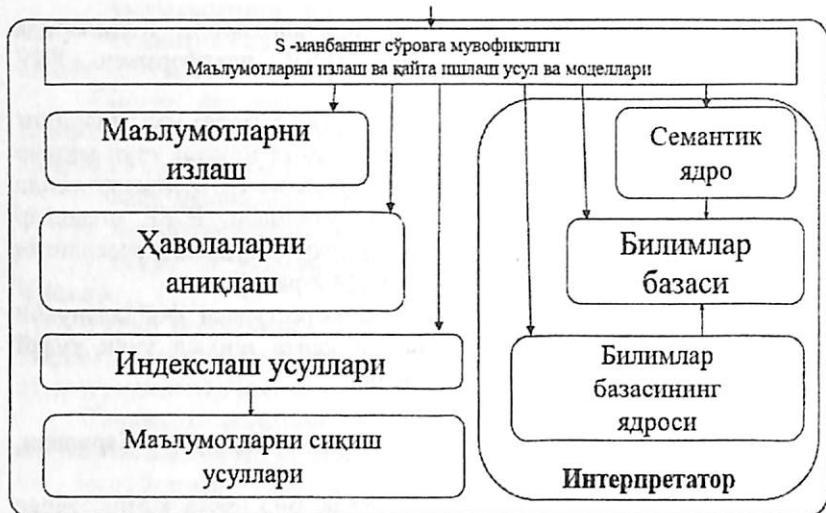 S -манбанинг сўровга мувофиқлиги
Маълумотларни излаш ва қайта ишлаш усул ва моделлари
Маълумотларни
излаш
Ҳаволаларни
аниқлаш
Индекслаш усуллари
Маълумотларни сиқиш
усуллари
Семантик
ядро
Билимлар
базаси
Билимлар
базасининг
ядроси
Интерпретатор